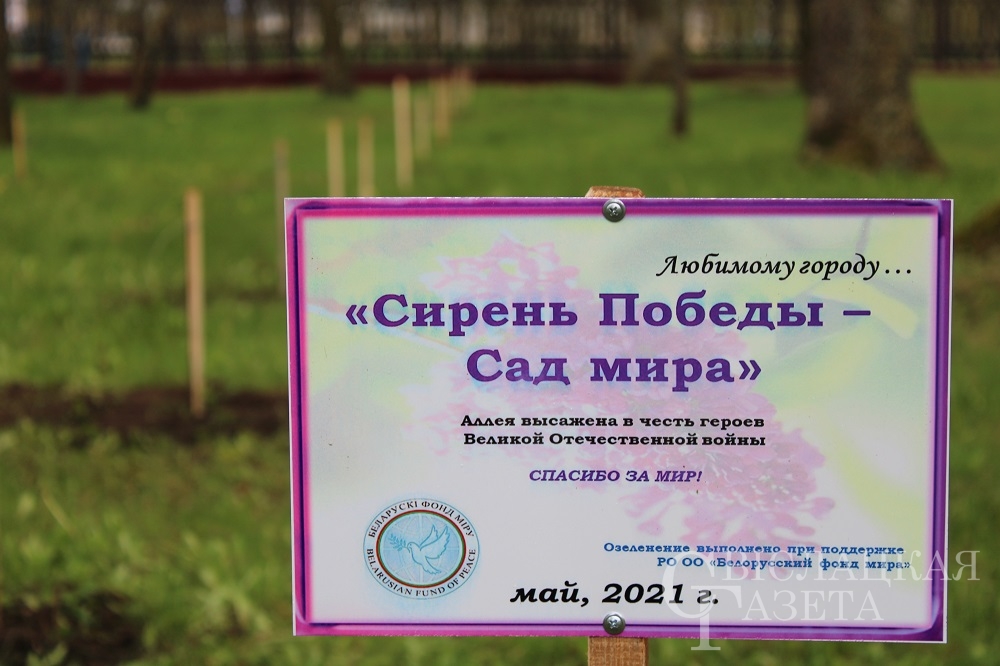 Любимому городу...
«Сирень Победы –
Сад мира»
Аллея высажена в честь героев
Великой Отечественной войны
СПАСИБО ЗА МИР!
БЕЛАРУСКІ ФОНД МІРУ
BELARUSIAN FUND OF PEACE
Озеленение выполнено при поддержке
РО ОО «Белорусский фонд мира»
май, 2021 г.
ГАЗЕТА